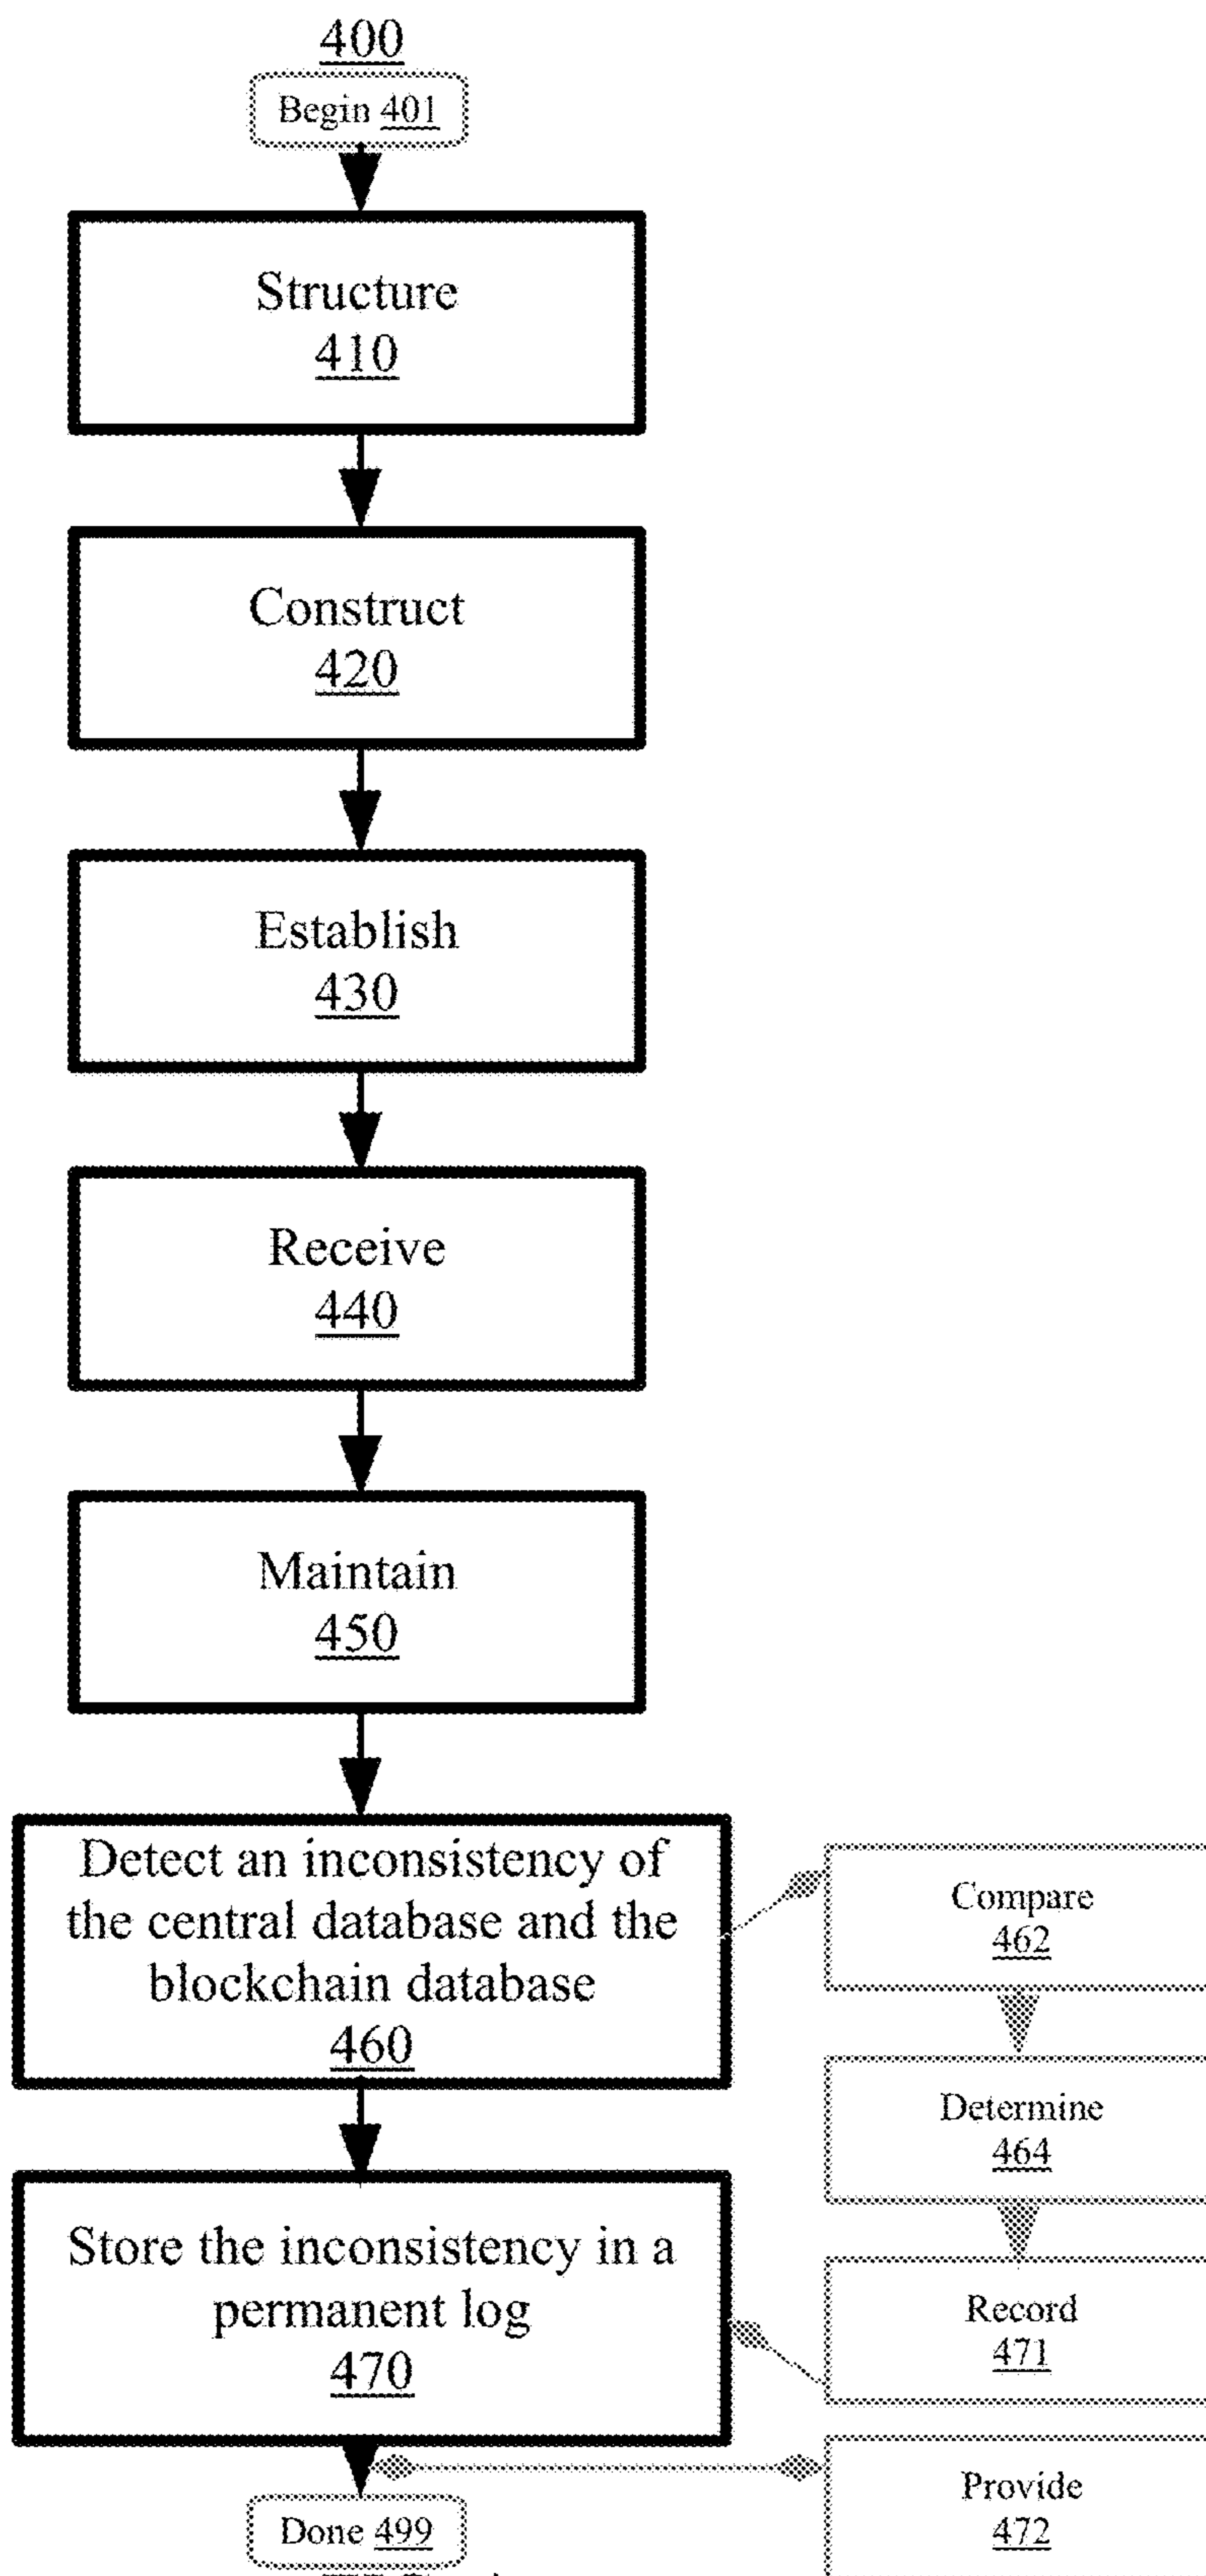 400
Begin 401
Structure
410
Construct
420
Establish
430
Receive
440
Maintain
450
Detect an inconsistency of
the central database and the
blockchain database
460
Compare
462
Determine
464
Store the inconsistency in a
permanent log
470
Record
471
Provide
472
Done 499